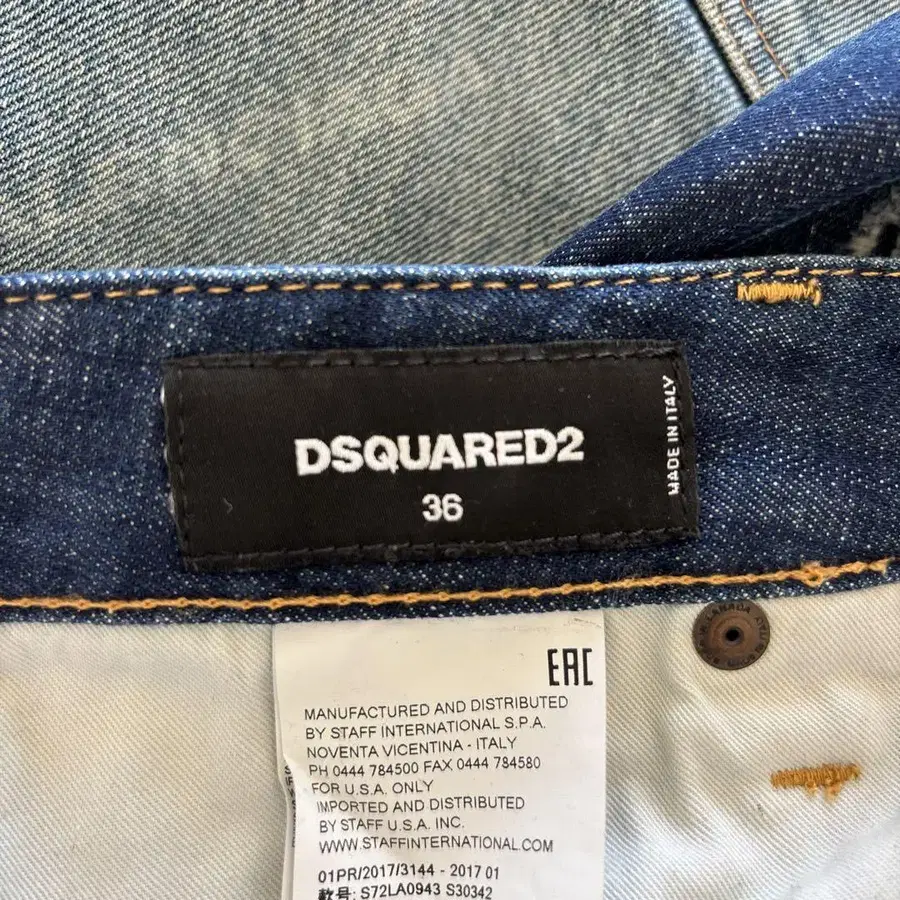 DSQUARED2
36
MADE IN ITALY
EAC
MANUFACTURED AND DISTRIBUTED
BY STAFF INTERNATIONAL S.P.A.
NOVENTA VICENTINA - ITALY
PH 0444 784500 FAX 0444 784580
FOR U.S.A. ONLY
IMPORTED AND DISTRIBUTED
BY STAFF U.S.A. INC.
WWW.STAFFINTERNATIONAL.COM
01PR/2017/3144 - 2017 01
款号: S72LA0943 S30342
CANADA